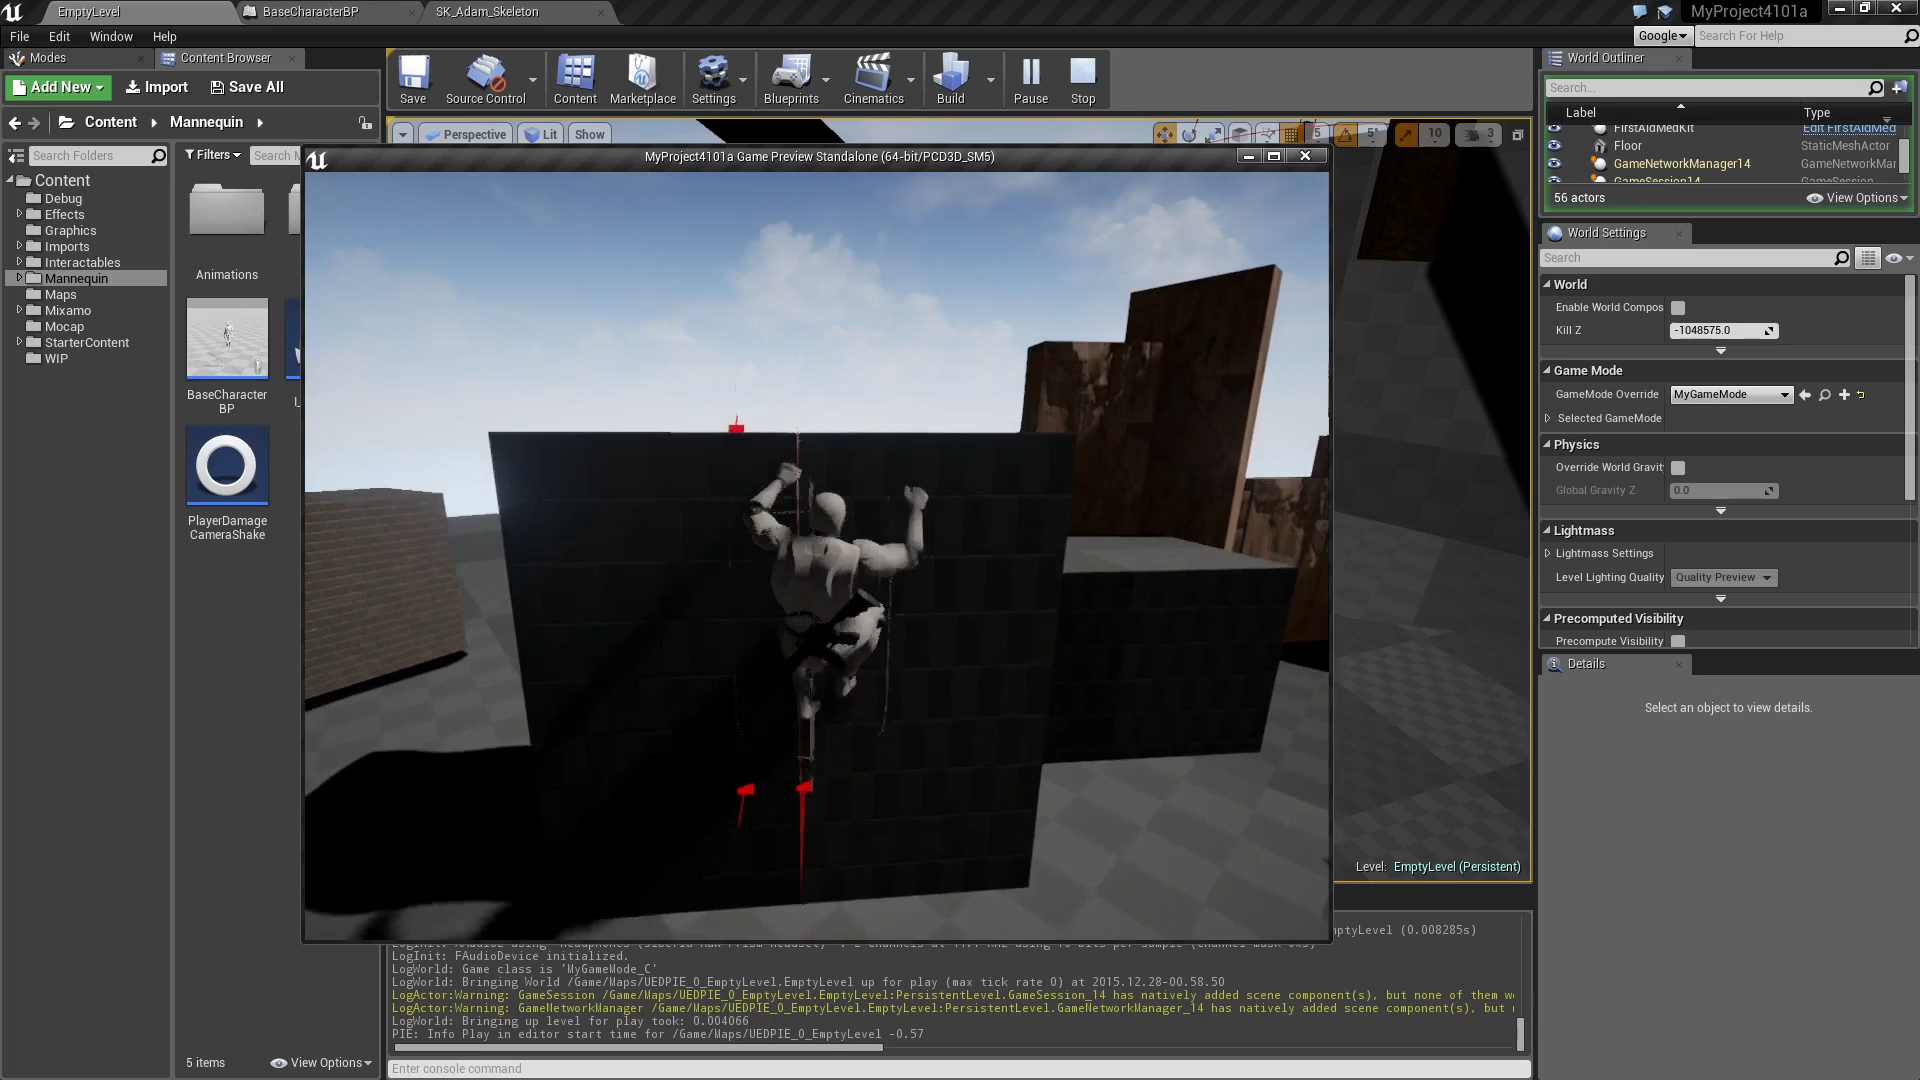 EmptyLevel
BaseCharacterBP
SK_Adam_Skeleton
MyProject4101a
File Edit Window Help
Google
Search For Help
Modes
Content Browser
Add New
Import
Save All
Content
Mannequin
Search Folders
Filters
Content
Debug
Effects
Graphics
Imports
Interactables
Mannequin
Maps
Mixamo
Mocap
StarterContent
WIP
Animations
BaseCharacter
BP
PlayerDamage
CameraShake
5 items
View Options
Save
Source Control
Content
Marketplace
Settings
Blueprints
Cinematics
Build
Pause
Stop
Perspective
Lit
Show
5
5°
10
3
MyProject4101a Game Preview Standalone (64-bit/PCD3D_SM5)
Level: EmptyLevel (Persistent)
LogInit: FAudioDevice initialized.
LogWorld: Game class is 'MyGameMode_C'
LogWorld: Bringing World /Game/Maps/UEDPIE_0_EmptyLevel.EmptyLevel up for play (max tick rate 0) at 2015.12.28-00.58.50
LogActor:Warning: GameSession /Game/Maps/UEDPIE_0_EmptyLevel.EmptyLevel:PersistentLevel.GameSession_14 has natively added scene component(s), but none of them
LogActor:Warning: GameNetworkManager /Game/Maps/UEDPIE_0_EmptyLevel.EmptyLevel:PersistentLevel.GameNetworkManager_14 has natively added scene component(s), but
LogWorld: Bringing up level for play took: 0.004066
PIE: Info Play in editor start time for /Game/Maps/UEDPIE_0_EmptyLevel -0.57
Enter console command
World Outliner
Search...
Label
Type
FirstAidMedKit
Edit FirstAidMed
Floor
StaticMeshActor
GameNetworkManager14
GameNetworkMar
GameSession14
GameSession
56 actors
View Options
World Settings
Search
World
Enable World Compos
Kill Z
-1048575.0
Game Mode
GameMode Override
MyGameMode
Selected GameMode
Physics
Override World Gravit
Global Gravity Z
0.0
Lightmass
Lightmass Settings
Level Lighting Quality
Quality Preview
Precomputed Visibility
Precompute Visibility
Details
Select an object to view details.